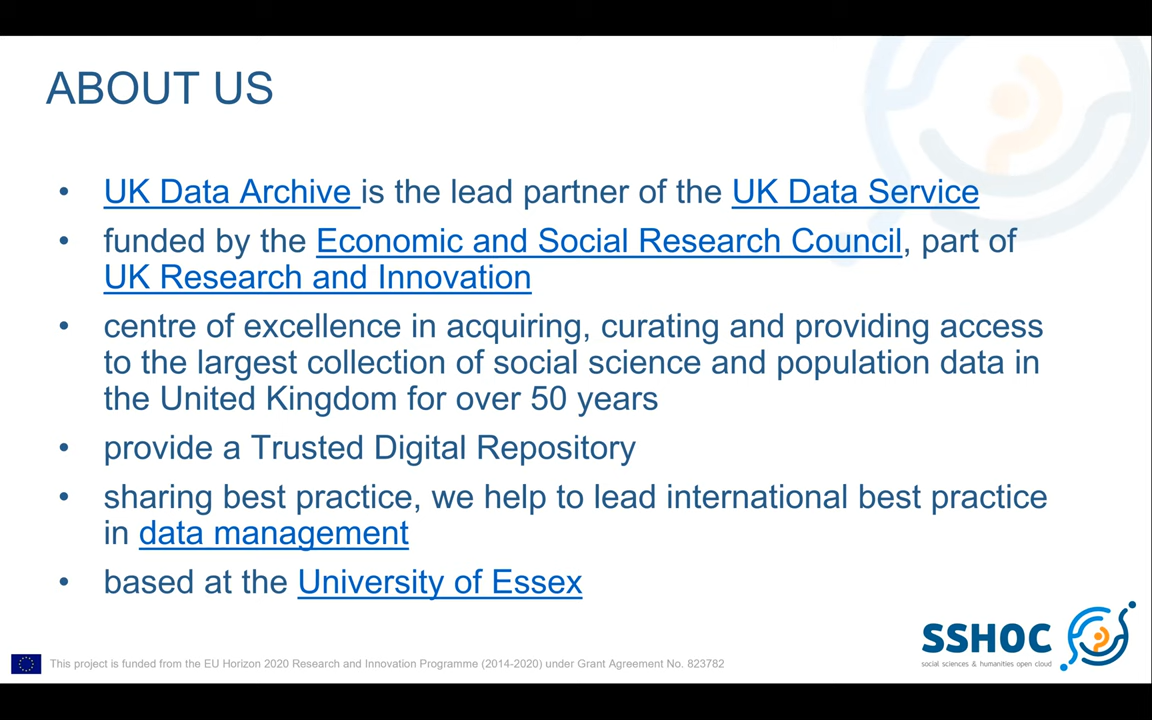 ABOUT US
• UK Data Archive is the lead partner of the UK Data Service
• funded by the Economic and Social Research Council, part of
UK Research and Innovation
• centre of excellence in acquiring, curating and providing access
to the largest collection of social science and population data in
the United Kingdom for over 50 years
• provide a Trusted Digital Repository
• sharing best practice, we help to lead international best practice
in data management
• based at the University of Essex
SSHOC
social sciences & humanities open cloud
This project is funded from the EU Horizon 2020 Research and Innovation Programme (2014-2020) under Grant Agreement No. 823782